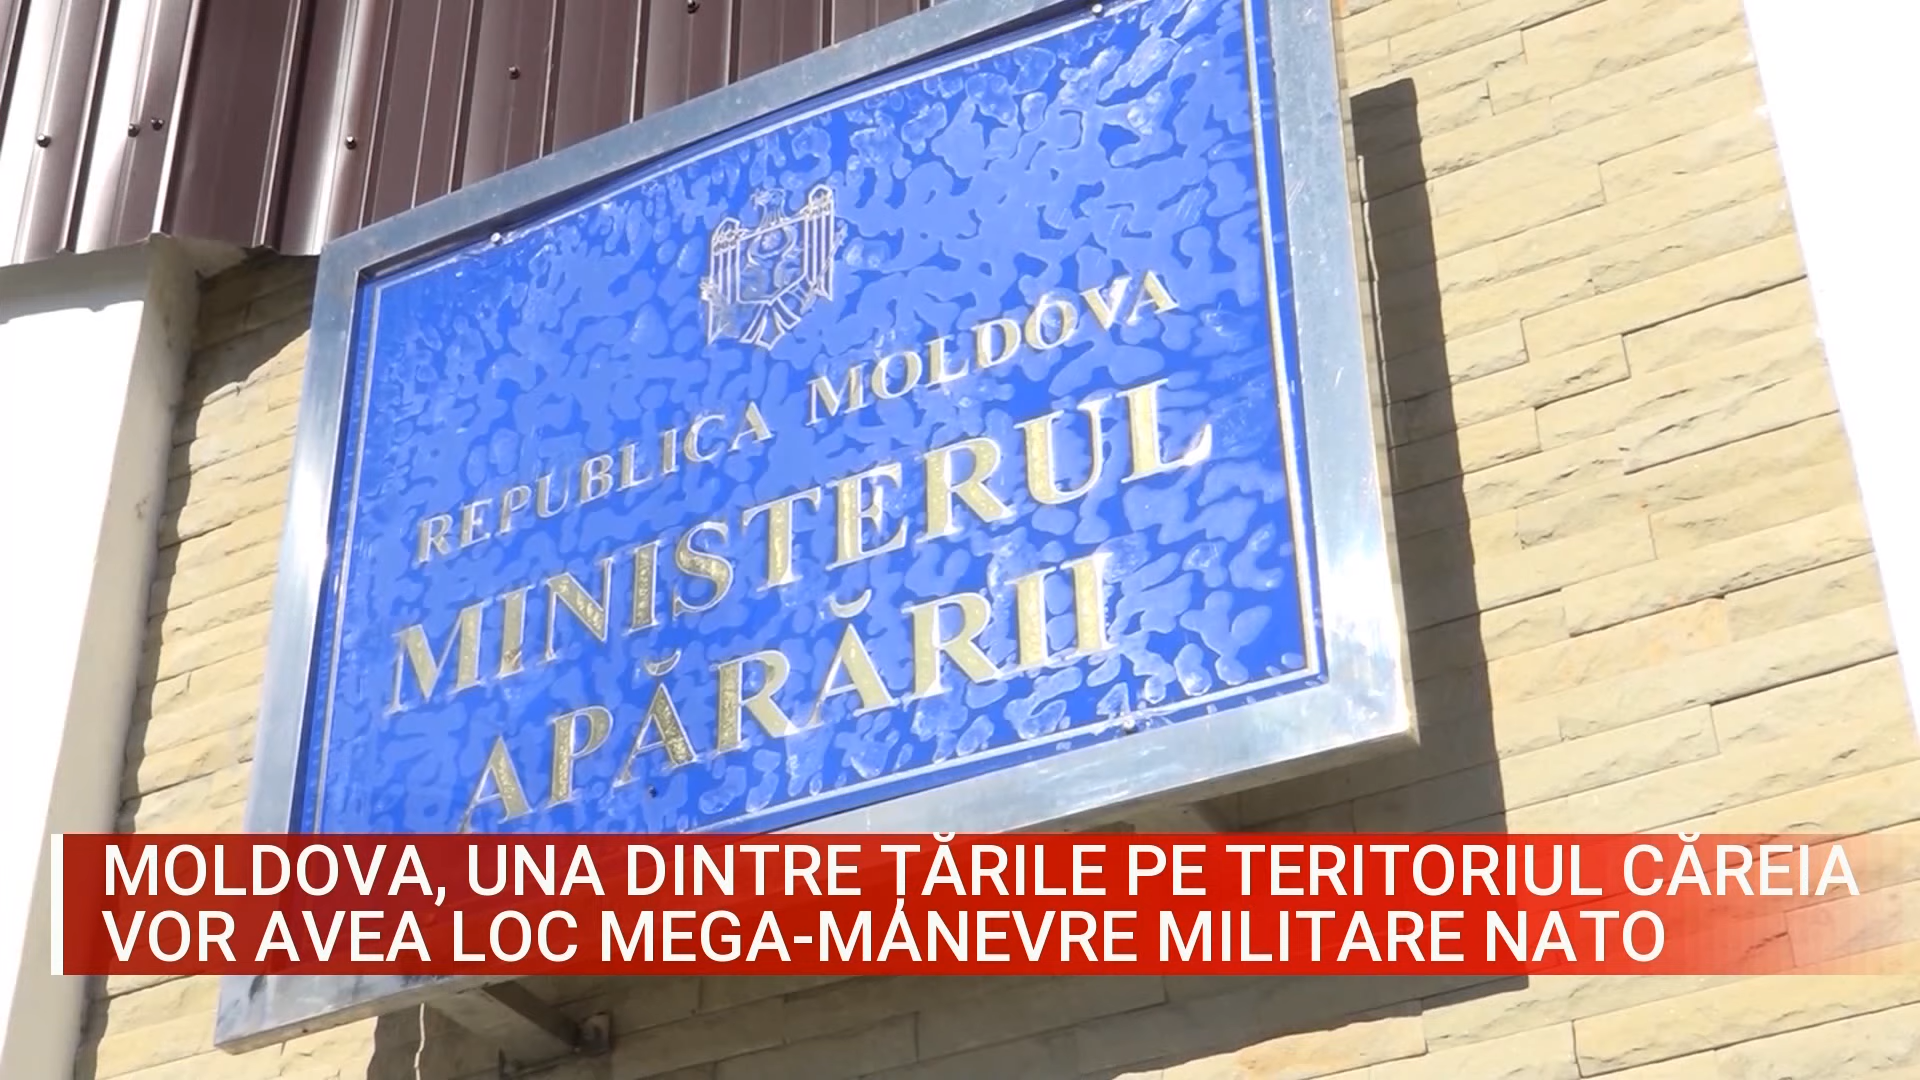 REPUBLICA MOLDOVA
MINISTERUL
APĂRĂRII
MOLDOVA, UNA DINTRE ȚĂRILE PE TERITORIUL CĂREIA
VOR AVEA LOC MEGA-MANEVRE MILITARE NATO